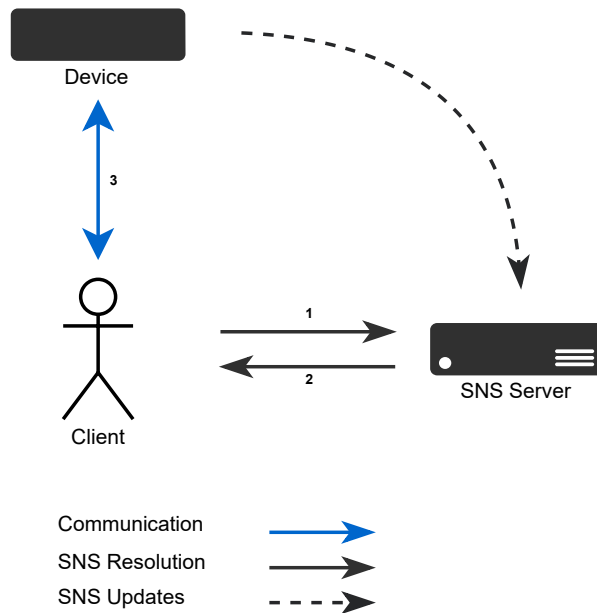 Device
3
1
2
SNS Server
Client
Communication
SNS Resolution
SNS Updates